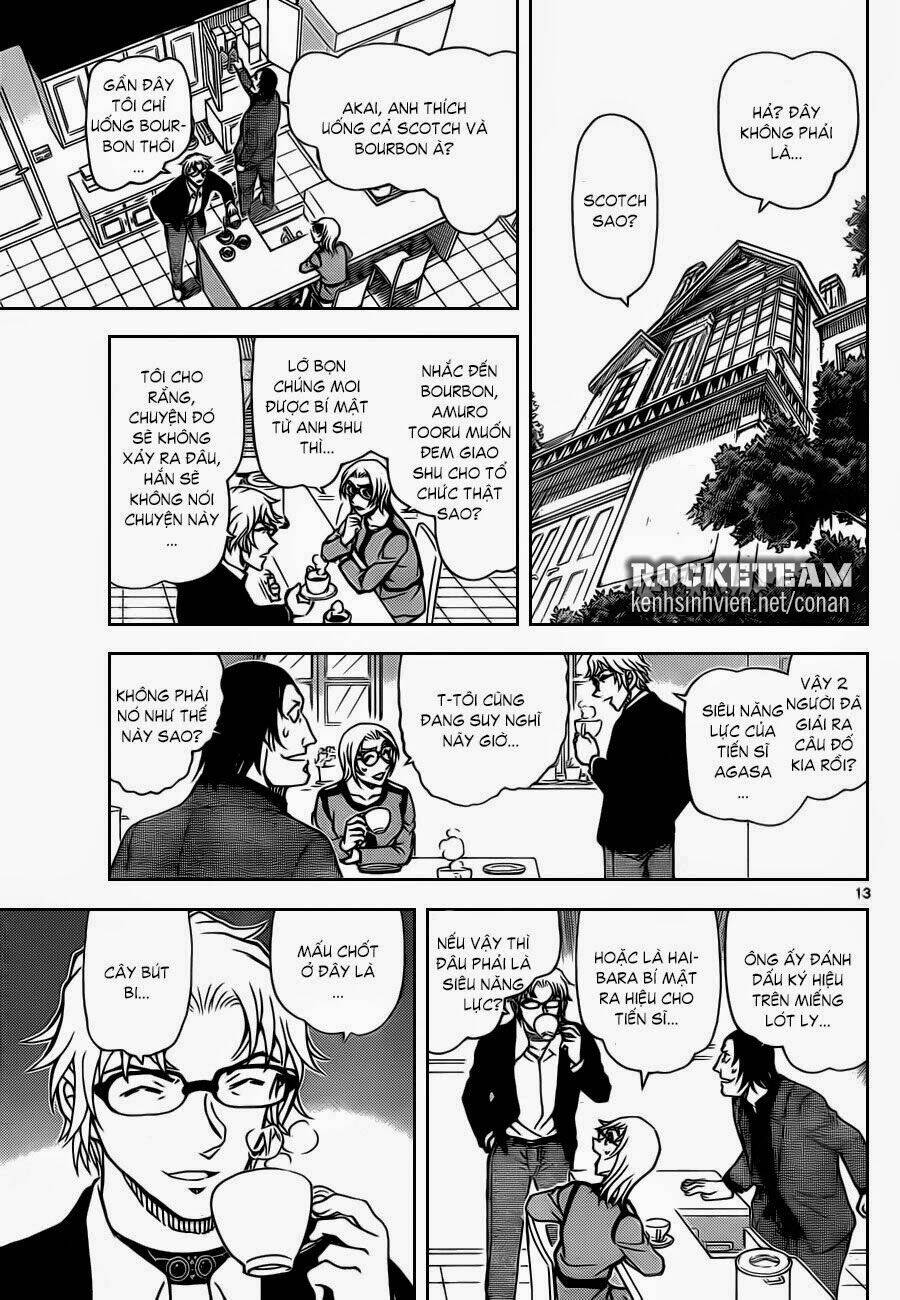 HẢ? ĐÂY
KHÔNG PHẢI
LÀ...
SCOTCH
SAO?
AKAI, ANH THÍCH
UỐNG CẢ SCOTCH VÀ
BOURBON À?
GẦN ĐÂY
TÔI CHỈ
UỐNG BOUR-
BON THÔI
...
NHẮC ĐẾN
BOURBON,
AMURO
TOORU MUỐN
ĐEM GIAO
SHU CHO TỔ
CHỨC THẬT
SAO?
LỠ BỌN
CHÚNG MOI
ĐƯỢC BÍ MẬT
TỪ ANH SHU
THÌ...
TÔI CHO
RẰNG,
CHUYỆN ĐÓ
SẼ KHÔNG
XẢY RA ĐÂU,
HẮN SẼ
KHÔNG NÓI
CHUYỆN NÀY
...
ROCKETEAM
kenhsinhvien.net/conan
VẬY 2
NGƯỜI ĐÃ
GIẢI RA
CÂU ĐỐ
KIA RỒI?
SIÊU NĂNG
LỰC CỦA
TIẾN SĨ
AGASA
...
T-TÔI CŨNG
ĐANG SUY NGHĨ
NÃY GIỜ...
KHÔNG PHẢI
NÓ NHƯ THẾ
NÀY SAO?
13
ÔNG ẤY ĐÁNH
DẤU KÝ HIỆU
TRÊN MIẾNG
LÓT LY...
HOẶC LÀ HAI-
BARA BÍ MẬT
RA HIỆU CHO
TIẾN SĨ...
NẾU VẬY THÌ
ĐÂU PHẢI LÀ
SIÊU NĂNG
LỰC?
MẤU CHỐT
Ở ĐÂY LÀ
...
CÂY BÚT
BI...